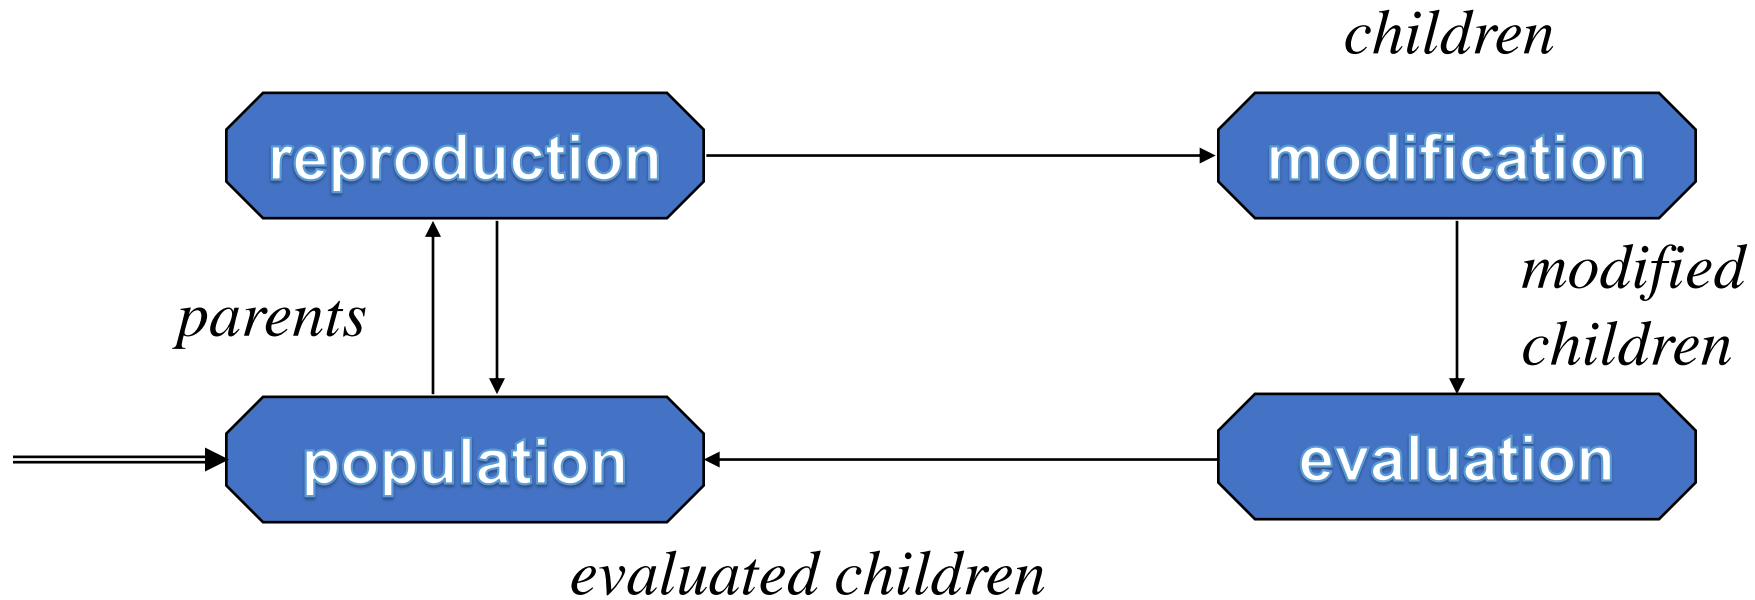 children
reproduction
modification
modified
children
parents
population
evaluation
evaluated children